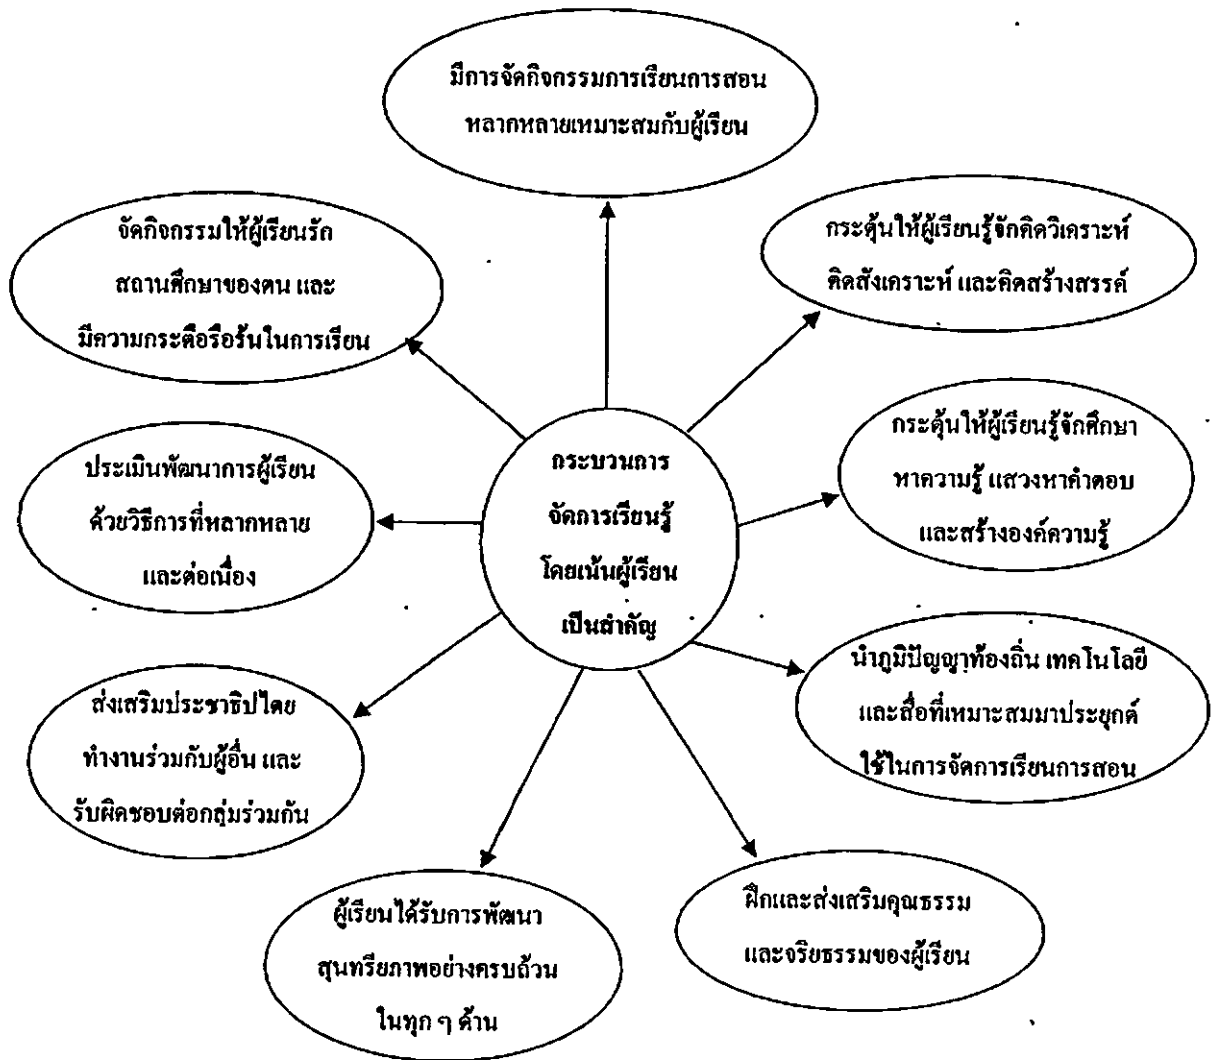 มีการจัดกิจกรรมการเรียนการสอน
หลากหลายเหมาะสมกับผู้เรียน
กระตุ้นให้ผู้เรียนรู้จักคิดวิเคราะห์
คิดสังเคราะห์ และคิดสร้างสรรค์
กระตุ้นให้ผู้เรียนรู้จักศึกษา
หาความรู้ แสวงหาคำตอบ
และสร้างองค์ความรู้
นำภูมิปัญญาท้องถิ่น เทคโนโลยี
และสื่อที่เหมาะสมมาประยุกต์
ใช้ในการจัดการเรียนการสอน
ฝึกและส่งเสริมคุณธรรม
และจริยธรรมของผู้เรียน
ผู้เรียนได้รับการพัฒนา
สุนทรียภาพอย่างครบถ้วน
ในทุก ๆ ด้าน
ส่งเสริมประชาธิปไตย
ทำงานร่วมกับผู้อื่น และ
รับผิดชอบต่อกลุ่มร่วมกัน
ประเมินพัฒนาการผู้เรียน
ด้วยวิธีการที่หลากหลาย
และต่อเนื่อง
จัดกิจกรรมให้ผู้เรียนรัก
สถานศึกษาของตน และ
มีความกระตือรือร้นในการเรียน
กระบวนการ
จัดการเรียนรู้
โดยเน้นผู้เรียน
เป็นสำคัญ